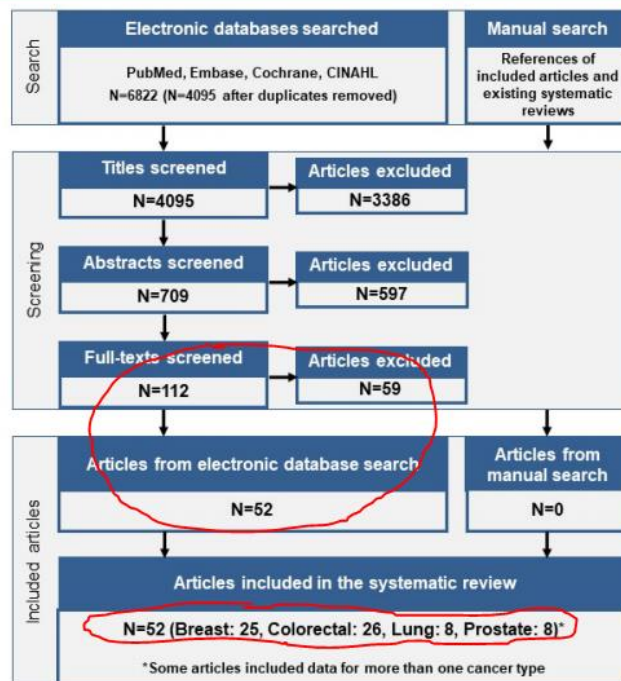 Search
Electronic databases searched
PubMed, Embase, Cochrane, CINAHL
N=6822 (N=4095 after duplicates removed)
Manual search
References of
included articles and
existing systematic
reviews
Screening
Titles screened
N=4095
Articles excluded
N=3386
Abstracts screened
N=709
Articles excluded
N=597
Full-texts screened
N=112
Articles excluded
N=59
Included articles
Articles from electronic database search
N=52
Articles from
manual search
N=0
Articles included in the systematic review
N=52 (Breast: 25, Colorectal: 26, Lung: 8, Prostate: 8)*
*Some articles included data for more than one cancer type